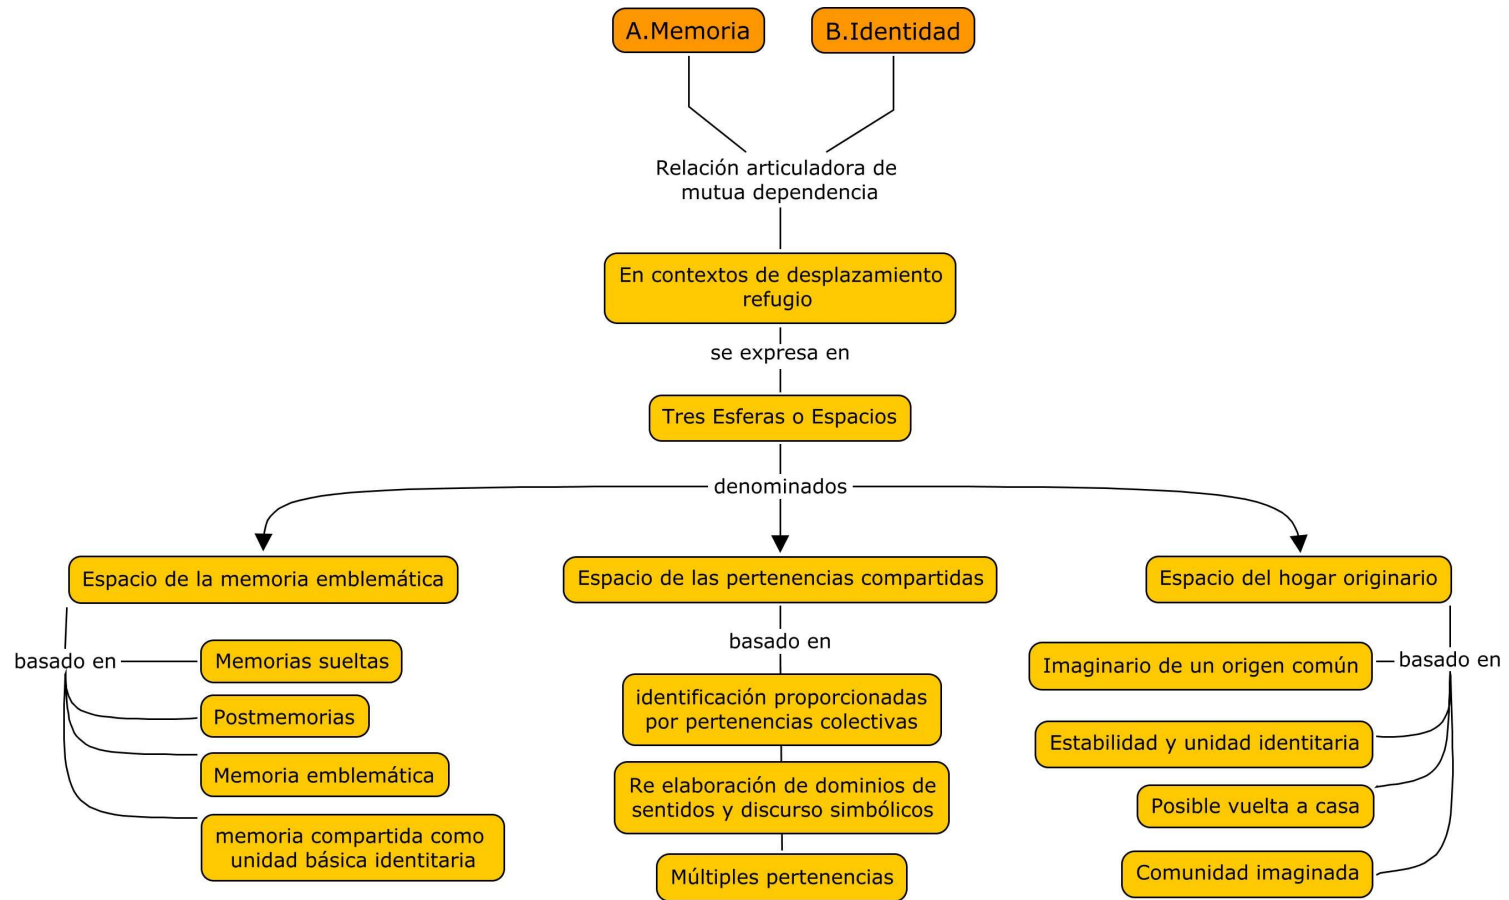 A.Memoria
B.Identidad
Relación articuladora de
mutua dependencia
En contextos de desplazamiento
refugio
se expresa en
Tres Esferas o Espacios
denominados
Espacio de la memoria emblemática
Espacio de las pertenencias compartidas
Espacio del hogar originario
basado en
Memorias sueltas
Postmemorias
Memoria emblemática
memoria compartida como
unidad básica identitaria
basado en
identificación proporcionadas
por pertenencias colectivas
Re elaboración de dominios de
sentidos y discurso simbólicos
Múltiples pertenencias
basado en
Imaginario de un origen común
Estabilidad y unidad identitaria
Posible vuelta a casa
Comunidad imaginada